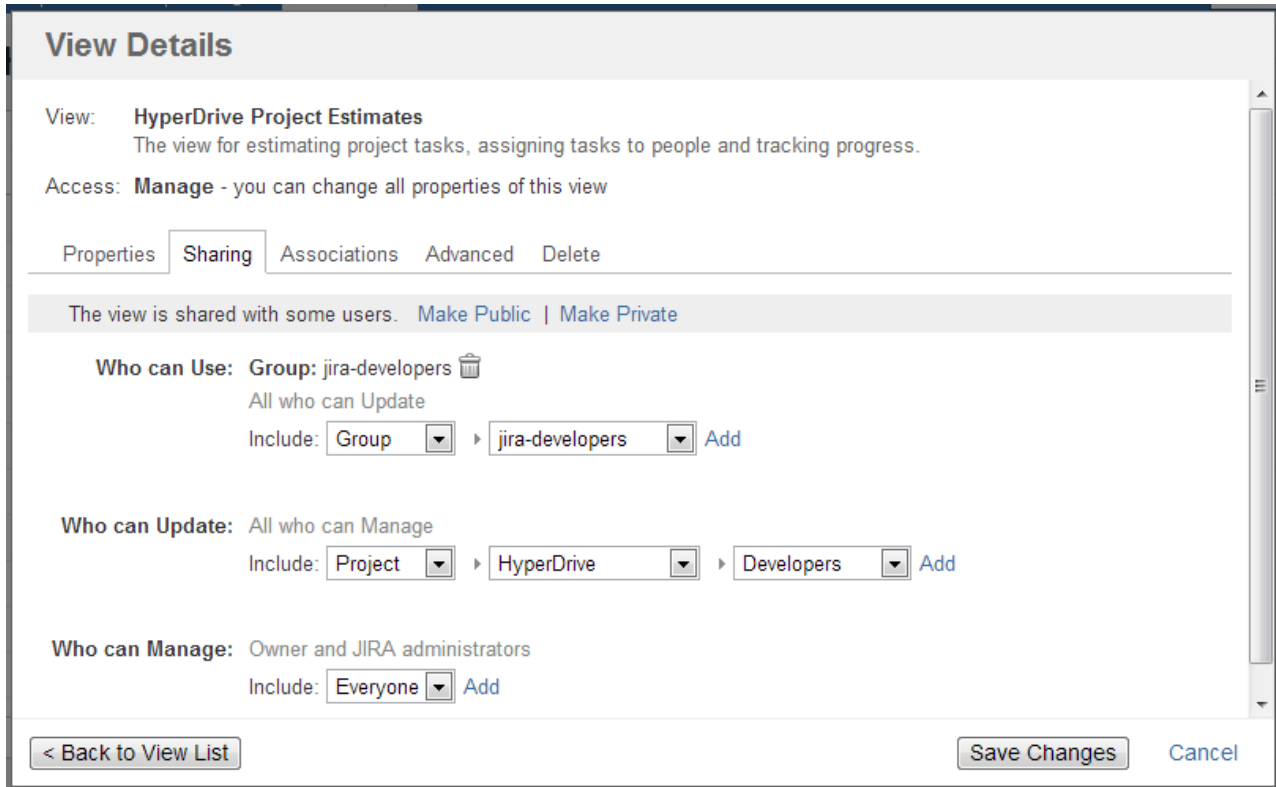 View Details
View: HyperDrive Project Estimates
The view for estimating project tasks, assigning tasks to people and tracking progress.
Access: Manage - you can change all properties of this view
Properties Sharing Associations Advanced Delete
The view is shared with some users. Make Public | Make Private
Who can Use: Group: jira-developers
All who can Update
Include: Group jira-developers Add
Who can Update: All who can Manage
Include: Project HyperDrive Developers Add
Who can Manage: Owner and JIRA administrators
Include: Everyone Add
< Back to View List Save Changes Cancel